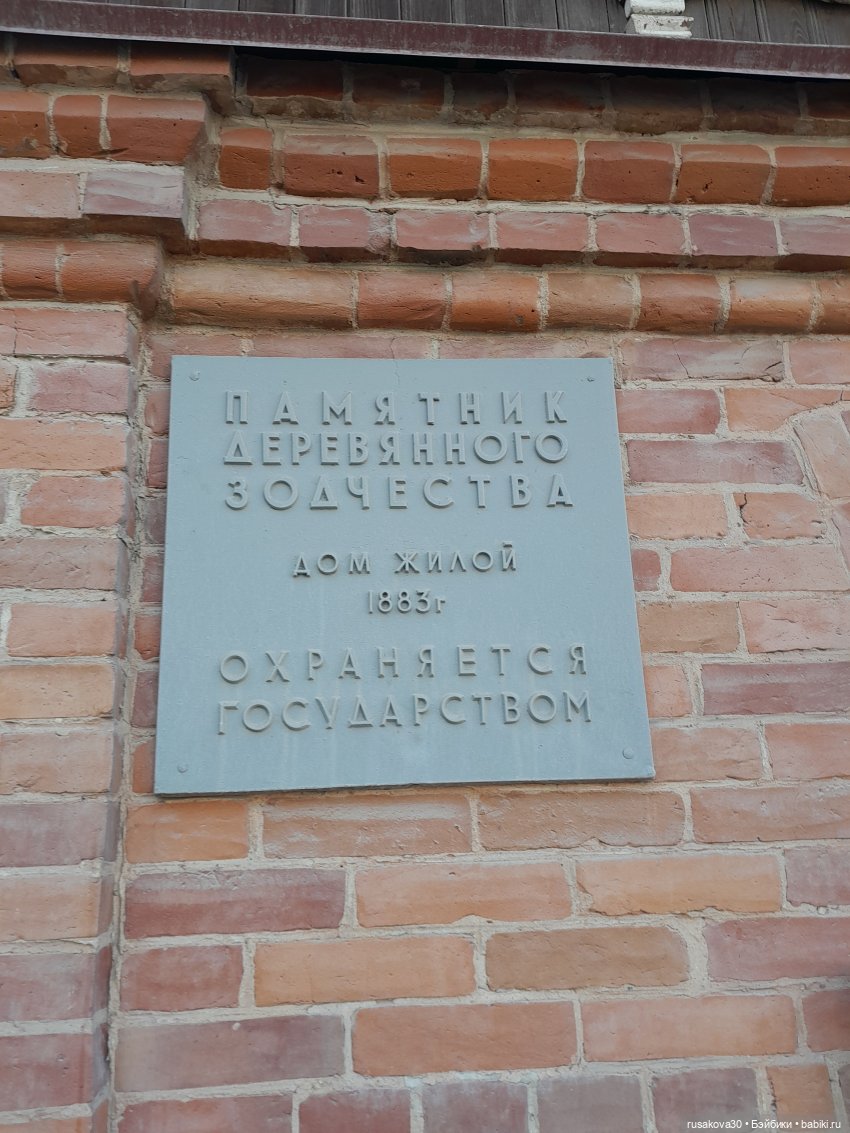 ПАМЯТНИК
ДЕРЕВЯННОГО
ЗОДЧЕСТВА
ДОМ ЖИЛОЙ
1883г
ОХРАНЯЕТСЯ
ГОСУДАРСТВОМ
rusakova30 • Бэйбики • babiki.ru